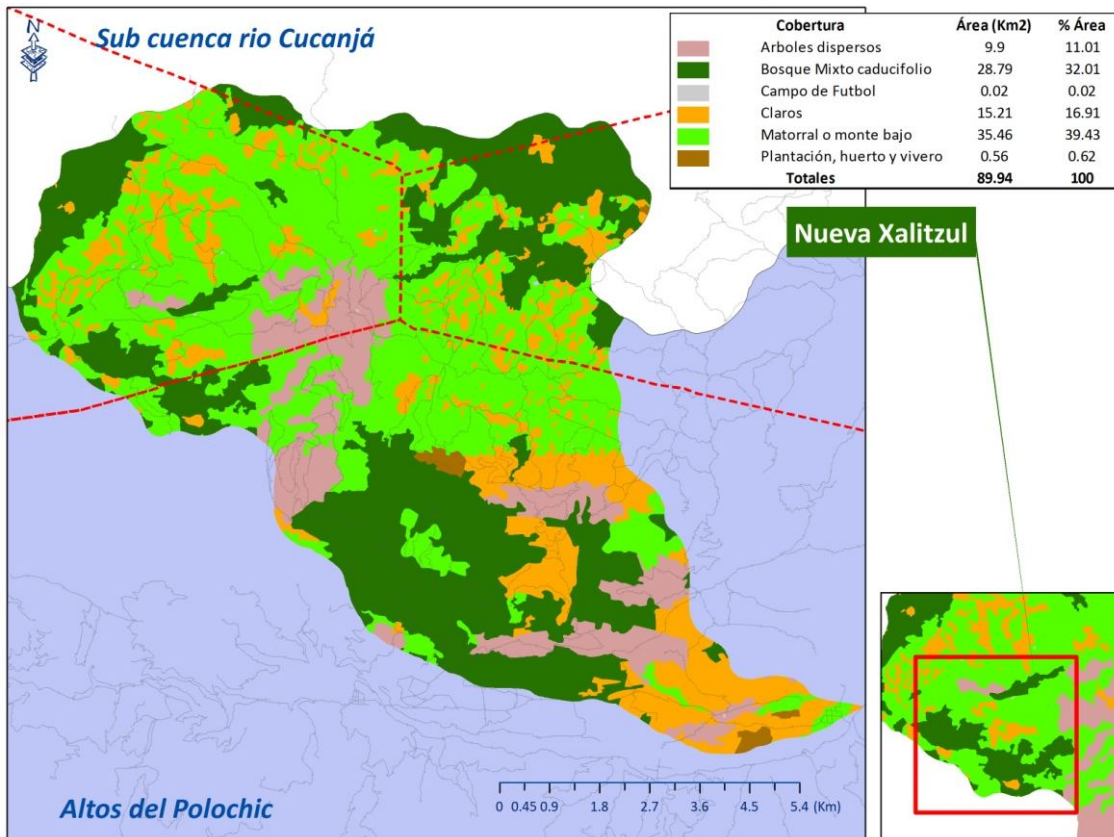 N
Sub cuenca rio Cucanjá
Cobertura Área (Km2) % Área
Arboles dispersos 9.9 11.01
Bosque Mixto caducifolio 28.79 32.01
Campo de Futbol 0.02 0.02
Claros 15.21 16.91
Matorral o monte bajo 35.46 39.43
Plantación, huerto y vivero 0.56 0.62
Totales 89.94 100
Nueva Xalitzul
Altos del Polochic
0 0.45 0.9 1.8 2.7 3.6 4.5 5.4 (Km)